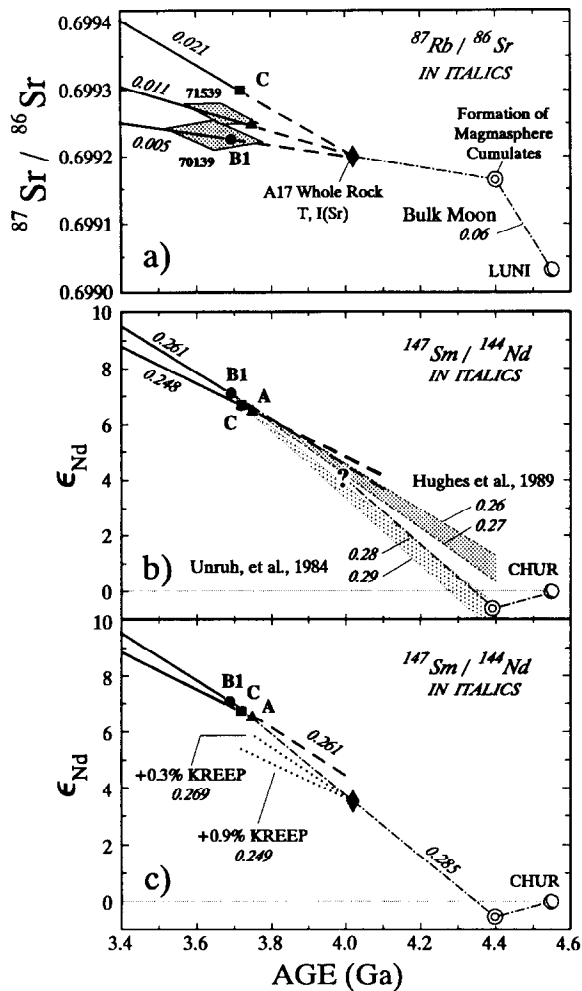 0.6994
0.6993
0.6992
0.6991
0.6990
87Sr / 86Sr
87Rb / 86Sr
IN ITALICS
0.021
C
71539
0.011
0.005
70139
B1
A17 Whole Rock
T, I(Sr)
Formation of
Magmasphere
Cumulates
Bulk Moon
0.06
LUNI
a)
10
8
6
4
2
0
εNd
147Sm / 144Nd
IN ITALICS
0.261
0.248
B1
A
C
?
Hughes et al., 1989
0.26
0.27
0.28
0.29
Unruh, et al., 1984
CHUR
b)
10
8
6
4
2
0
εNd
147Sm / 144Nd
IN ITALICS
B1
C
A
0.261
+0.3% KREEP
0.269
+0.9% KREEP
0.249
0.285
CHUR
c)
3.4 3.6 3.8 4.0 4.2 4.4 4.6
AGE (Ga)